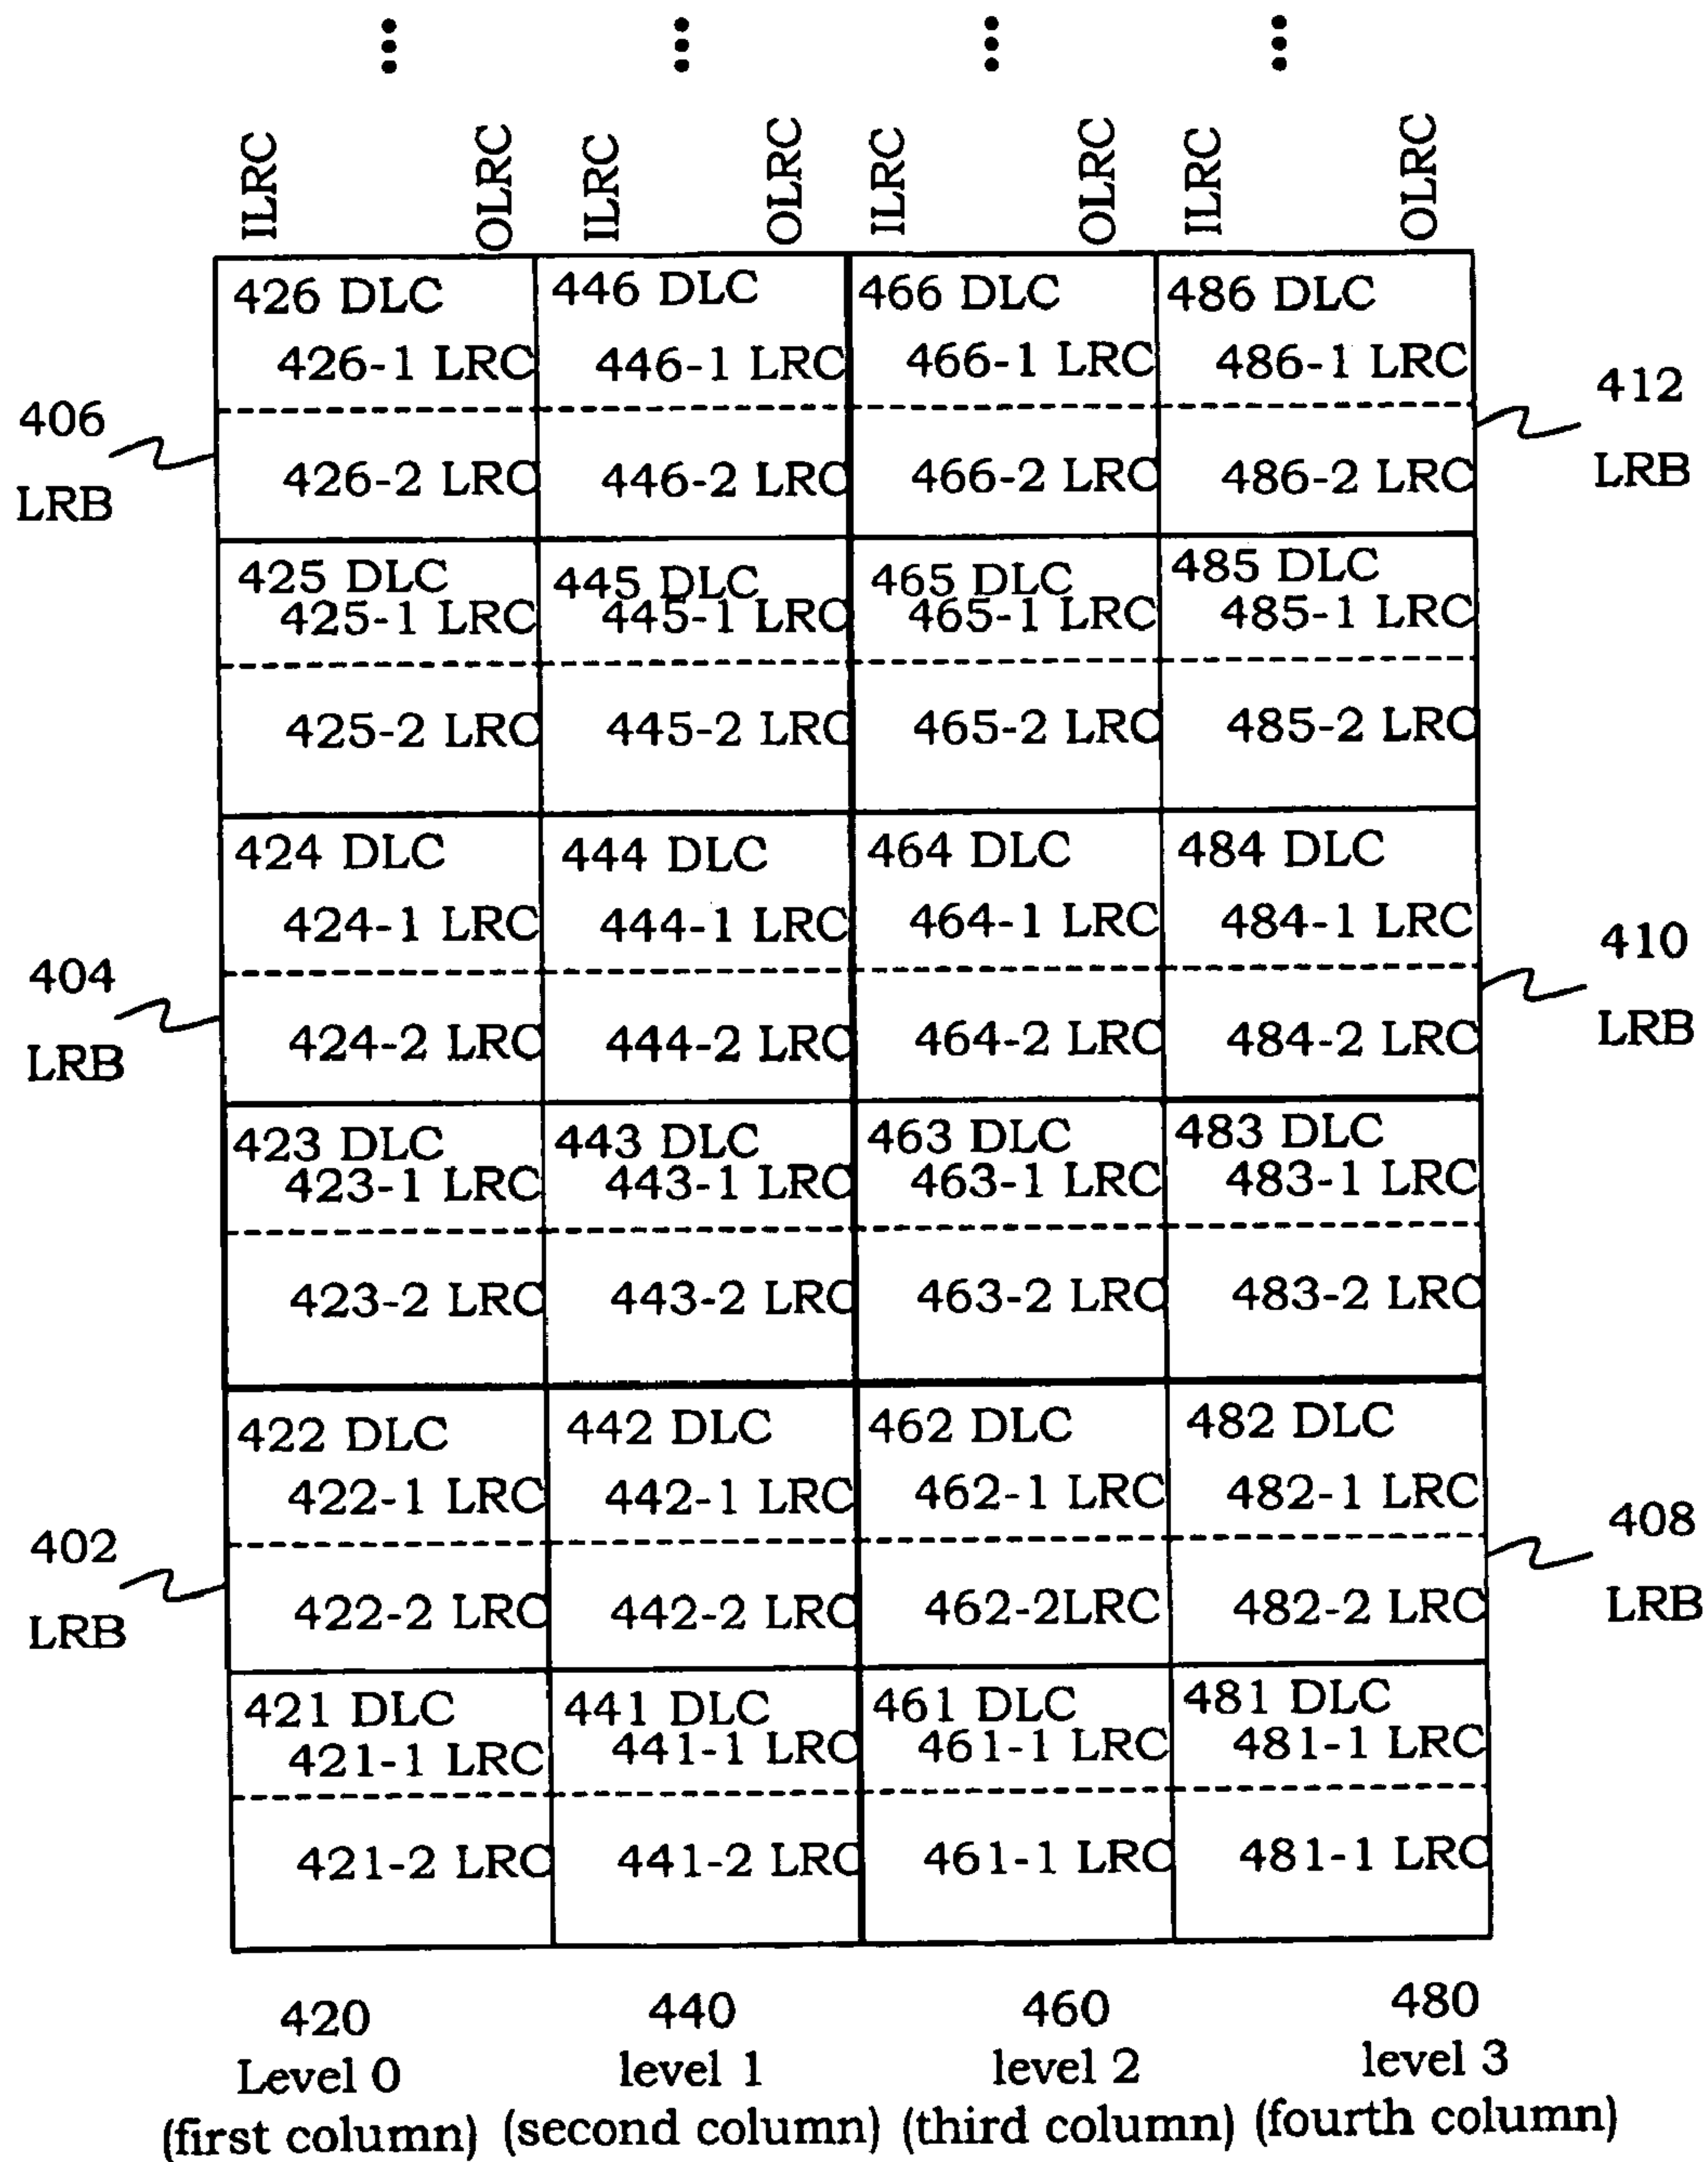 ILRC OLRC ILRC OLRC ILRC OLRC ILRC OLRC
426 DLC 446 DLC 466 DLC 486 DLC
426-1 LRC 446-1 LRC 466-1 LRC 486-1 LRC
406 LRB
412 LRB
426-2 LRC 446-2 LRC 466-2 LRC 486-2 LRC
425 DLC 445 DLC 465 DLC 485 DLC
425-1 LRC 445-1 LRC 465-1 LRC 485-1 LRC
425-2 LRC 445-2 LRC 465-2 LRC 485-2 LRC
424 DLC 444 DLC 464 DLC 484 DLC
424-1 LRC 444-1 LRC 464-1 LRC 484-1 LRC
404 LRB
410 LRB
424-2 LRC 444-2 LRC 464-2 LRC 484-2 LRC
423 DLC 443 DLC 463 DLC 483 DLC
423-1 LRC 443-1 LRC 463-1 LRC 483-1 LRC
423-2 LRC 443-2 LRC 463-2 LRC 483-2 LRC
422 DLC 442 DLC 462 DLC 482 DLC
422-1 LRC 442-1 LRC 462-1 LRC 482-1 LRC
402 LRB
408 LRB
422-2 LRC 442-2 LRC 462-2LRC 482-2 LRC
421 DLC 441 DLC 461 DLC 481 DLC
421-1 LRC 441-1 LRC 461-1 LRC 481-1 LRC
421-2 LRC 441-2 LRC 461-1 LRC 481-1 LRC
420 440 460 480
Level 0 level 1 level 2 level 3
(first column) (second column) (third column) (fourth column)